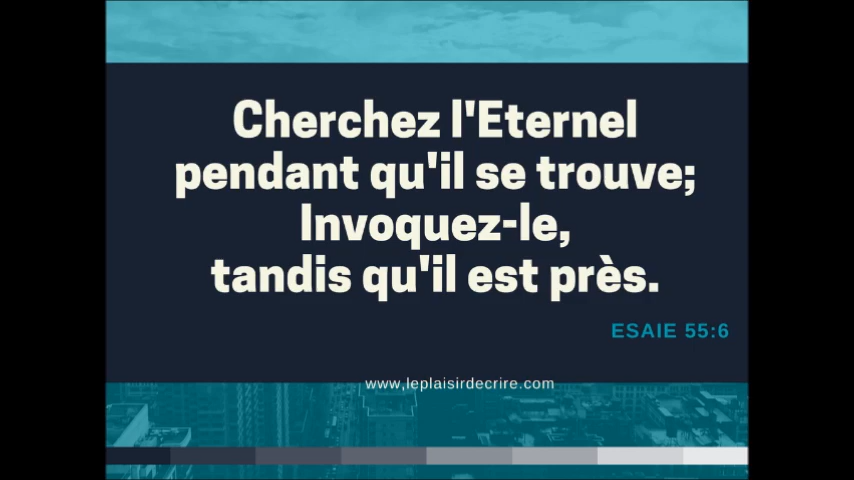 Cherchez l'Eternel
pendant qu'il se trouve;
Invoquez-le,
tandis qu'il est près.
ESAIE 55:6
www,leplaisirdecrire.com